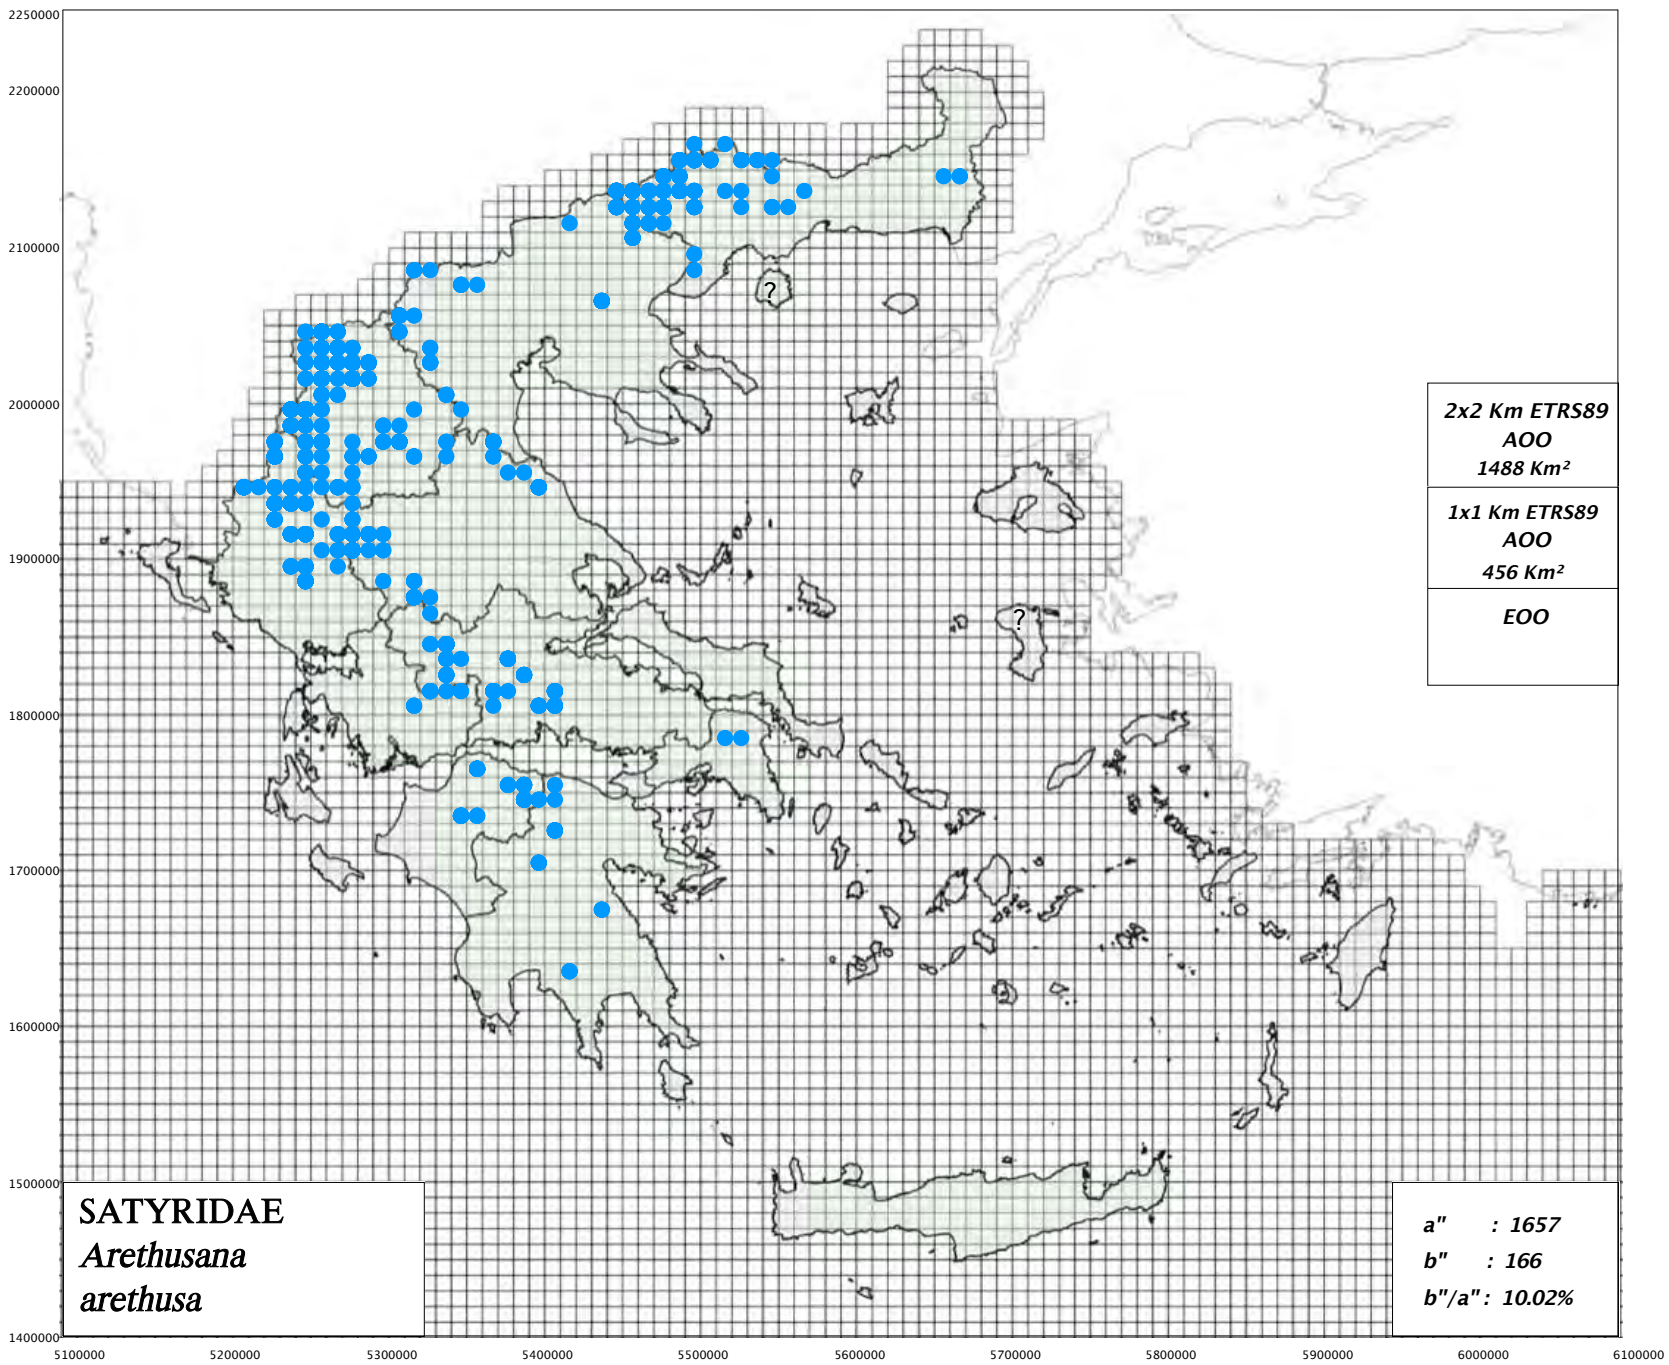 2250000
2200000
2100000
2000000
1900000
1800000
1700000
1600000
1500000
1400000
?
?
2x2 Km ETRS89
AOO
1488 Km²
1x1 Km ETRS89
AOO
456 Km²
EOO
SATYRIDAE
Arethusana
arethusa
a" : 1657
b" : 166
b"/a" : 10.02%
5100000 5200000 5300000 5400000 5500000 5600000 5700000 5800000 5900000 6000000 6100000